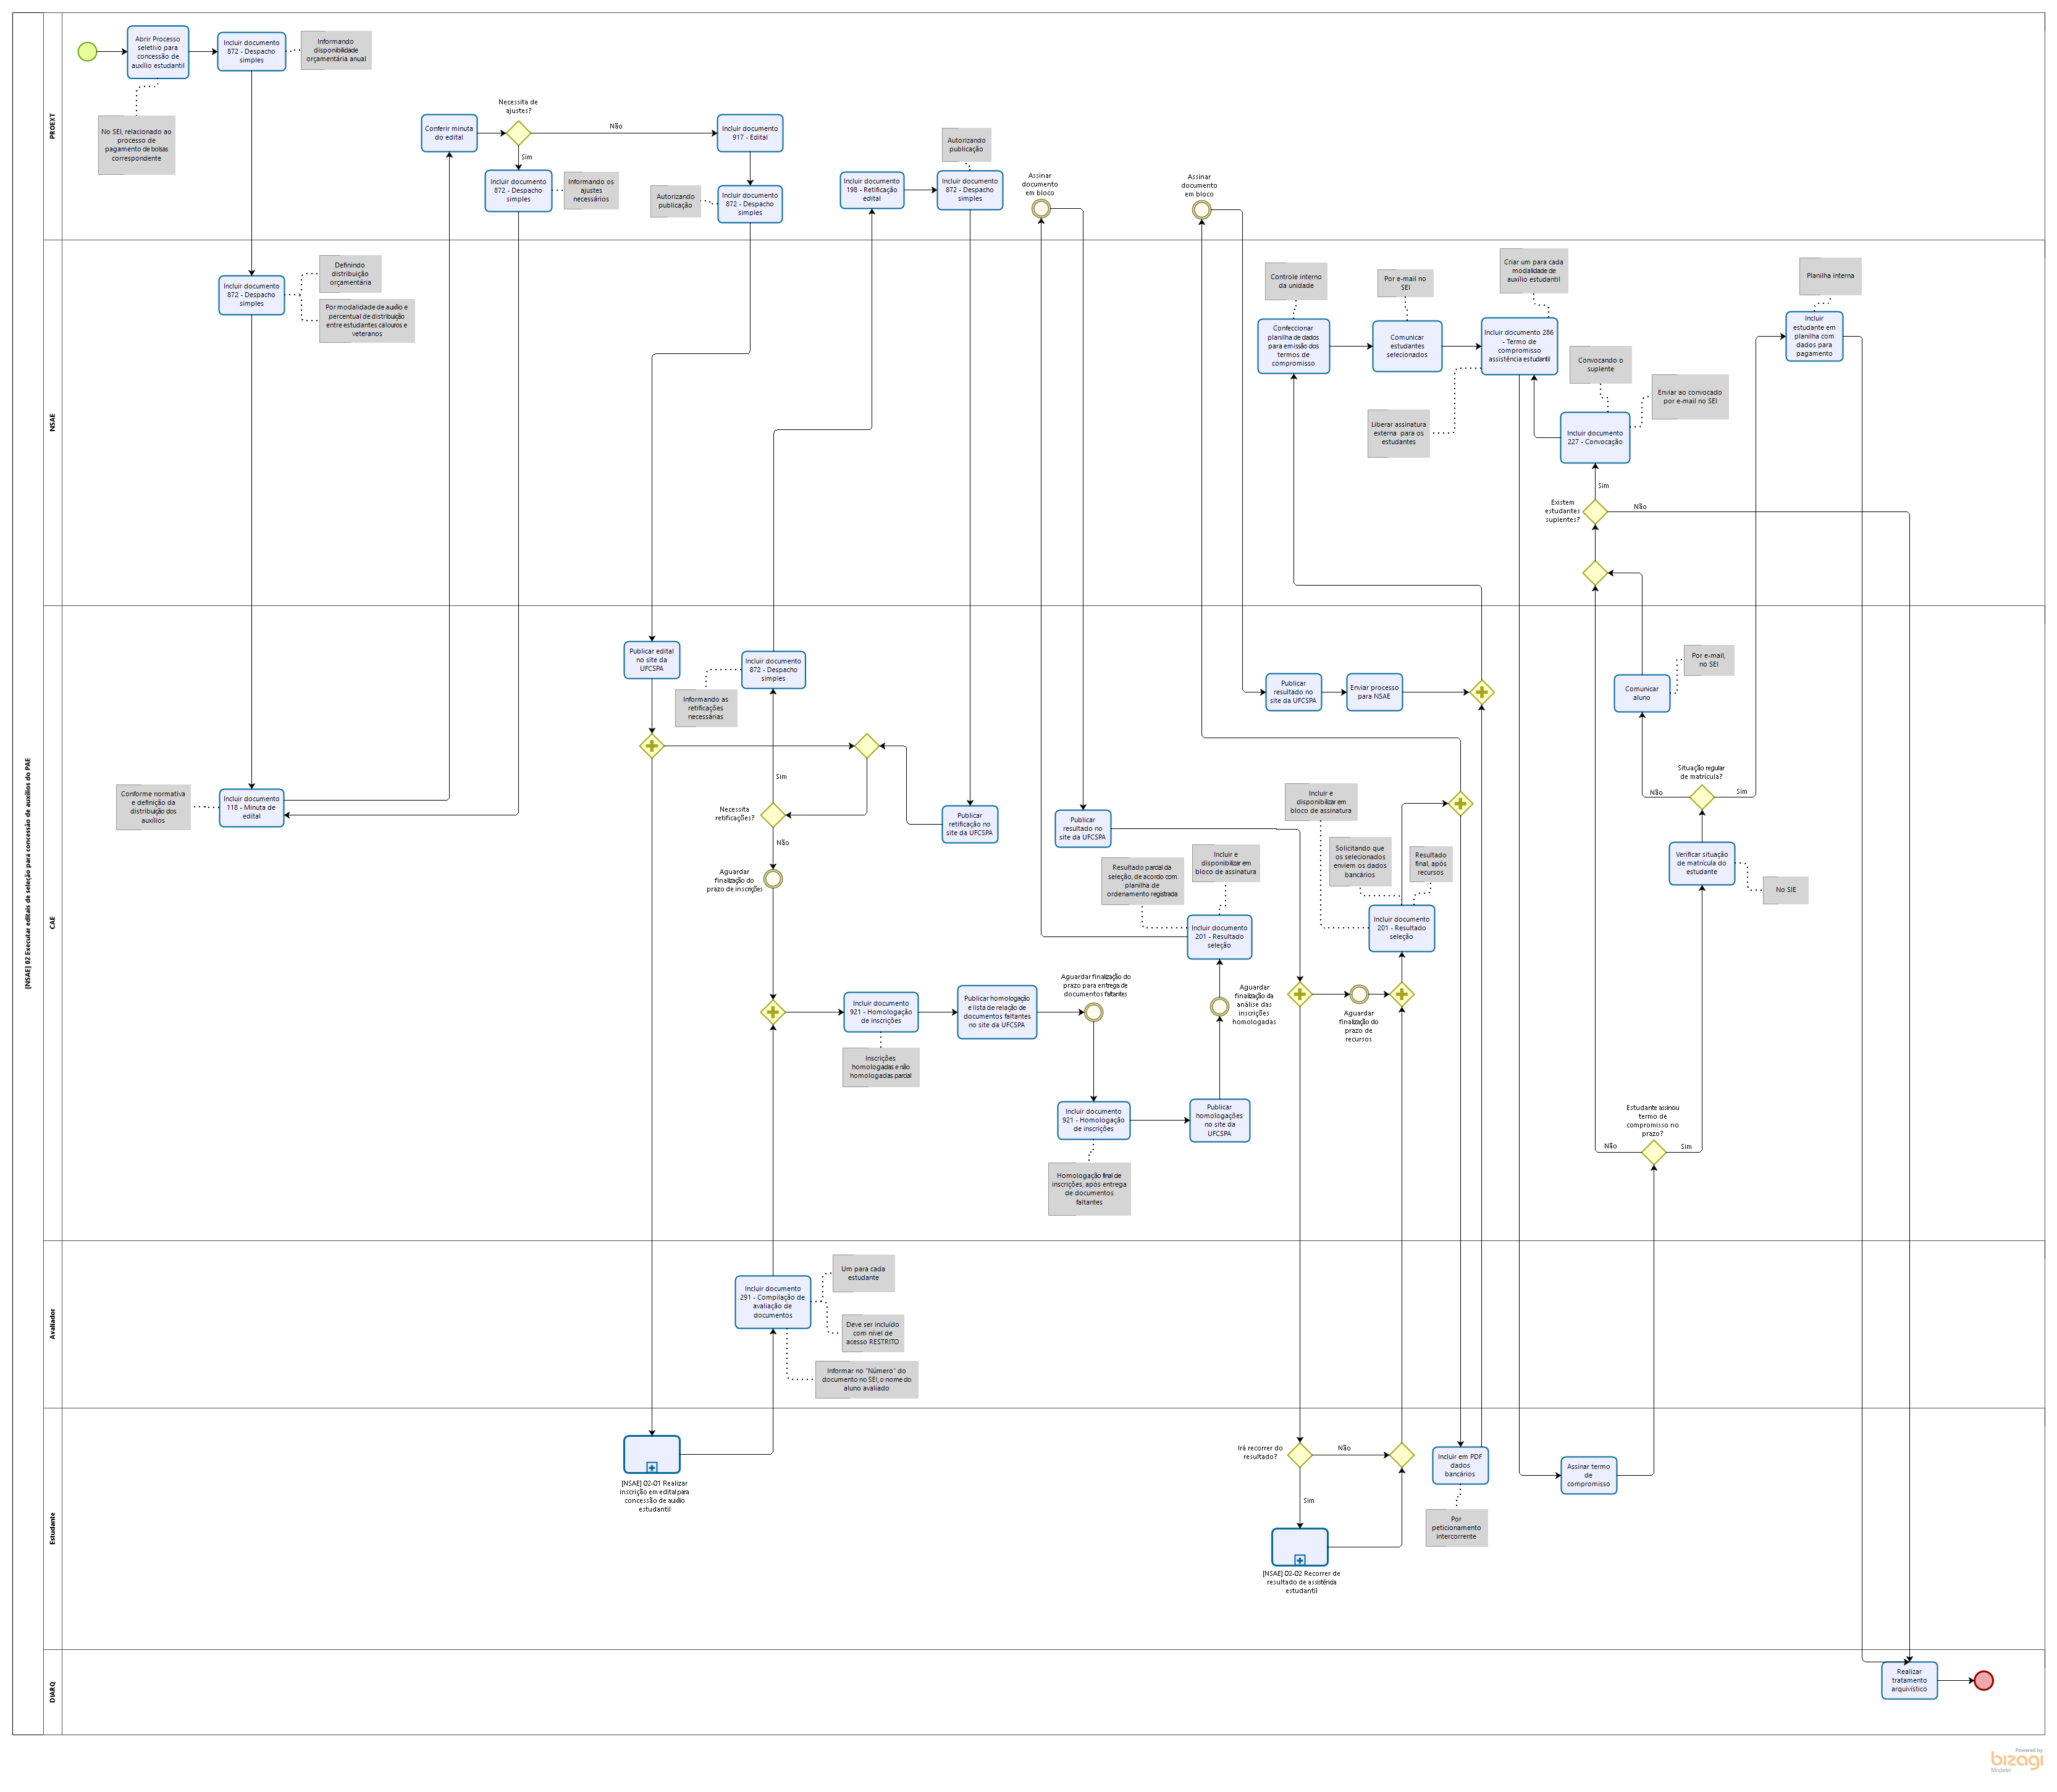 [NSAE] 02 Executar editais de seleção para concessão de auxílios do PAE
PROEXT
Abrir Processo
seletivo para
concessão de
auxílio estudantil
Incluir documento
872 - Despacho
simples
Informando
disponibilidade
orçamentária anual
No SEI, relacionado ao
processo de
pagamento de bolsas
correspondente
Conferir minuta
do edital
Necessita de
ajustes?
Não
Sim
Incluir documento
872 - Despacho
simples
Informando os
ajustes
necessários
Incluir documento
917 - Edital
Autorizando
publicação
Incluir documento
872 - Despacho
simples
Incluir documento
198 - Retificação
edital
Autorizando
publicação
Incluir documento
872 - Despacho
simples
Assinar
documento
em bloco
Assinar
documento
em bloco
NSAE
Incluir documento
872 - Despacho
simples
Definindo
distribuição
orçamentária
Por modalidade de auxílio e
percentual de distribuição
entre estudantes calouros e
veteranos
Controle interno
da unidade
Confeccionar
planilha de dados
para emissão dos
termos de
compromisso
Por e-mail no
SEI
Comunicar
estudantes
selecionados
Criar um para cada
modalidade de
auxílio estudantil
Incluir documento 286
- Termo de
compromisso
assistência estudantil
Liberar assinatura
externa para os
estudantes
Convocando o
suplente
Enviar ao convocado
por e-mail no SEI
Incluir documento
227 - Convocação
Sim
Existem
estudantes
suplentes?
Não
Planilha interna
Incluir
estudante em
planilha com
dados para
pagamento
CAE
Conforme normativa
e definição da
distribuição dos
auxílios
Incluir documento
118 - Minuta de
edital
Publicar edital
no site da
UFCSPA
Incluir documento
872 - Despacho
simples
Informando as
retificações
necessárias
Sim
Necessita
retificações?
Não
Aguardar
finalização do
prazo de inscrições
Publicar
retificação no
site da UFCSPA
Incluir documento
921 - Homologação
de inscrições
Inscrições
homologadas e não
homologadas parcial
Publicar homologação
e lista de relação de
documentos faltantes
no site da UFCSPA
Aguardar finalização do
prazo para entrega de
documentos faltantes
Incluir documento
921 - Homologação
de inscrições
Homologação final de
inscrições, após entrega
de documentos
faltantes
Publicar
homologações
no site da
UFCSPA
Aguardar
finalização da
análise das
inscrições
homologadas
Incluir documento
201 - Resultado
seleção
Resultado parcial da
seleção, de acordo com
planilha de
ordenamento registrada
Incluir e
disponibilizar em
bloco de assinatura
Publicar
resultado no
site da UFCSPA
Aguardar
finalização do
prazo de
recursos
Incluir documento
201 - Resultado
seleção
Incluir e
disponibilizar em
bloco de assinatura
Solicitando que
os selecionados
enviem os dados
bancários
Resultado
final, após
recursos
Publicar
resultado no
site da UFCSPA
Enviar processo
para NSAE
Comunicar
aluno
Por e-mail,
no SEI
Situação regular
de matrícula?
Não
Sim
Verificar situação
de matrícula do
estudante
No SIE
Estudante assinou
termo de
compromisso no
prazo?
Não
Sim
Avaliador
Incluir documento
291 - Compilação de
avaliação de
documentos
Um para cada
estudante
Deve ser incluído
com nível de
acesso RESTRITO
Informar no "Número" do
documento no SEI, o nome do
aluno avaliado
Estudante
[NSAE] 02-01 Realizar
inscrição em edital para
concessão de auxílio
estudantil
Irá recorrer do
resultado?
Não
Sim
[NSAE] 02-02 Recorrer de
resultado de assistência
estudantil
Incluir em PDF
dados
bancários
Por
peticionamento
intercorrente
Assinar termo
de
compromisso
DIARQ
Realizar
tratamento
arquivístico
Powered by
bizagi
Modeler